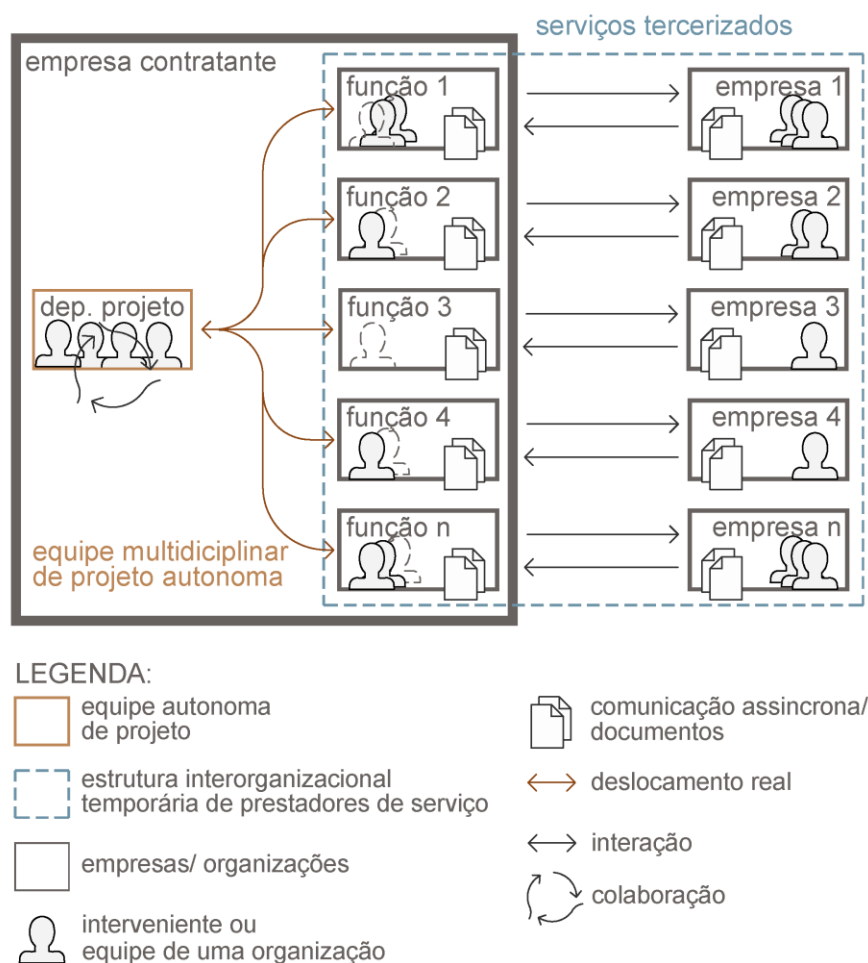 serviços tercerizados
empresa contratante
função 1
empresa 1
função 2
empresa 2
dep. projeto
função 3
empresa 3
função 4
empresa 4
função n
empresa n
equipe multidiciplinar
de projeto autonoma
LEGENDA:
equipe autonoma
de projeto
estrutura interorganizacional
temporária de prestadores de serviço
empresas/ organizações
interveniente ou
equipe de uma organização
comunicação assincrona/
documentos
deslocamento real
interação
colaboração